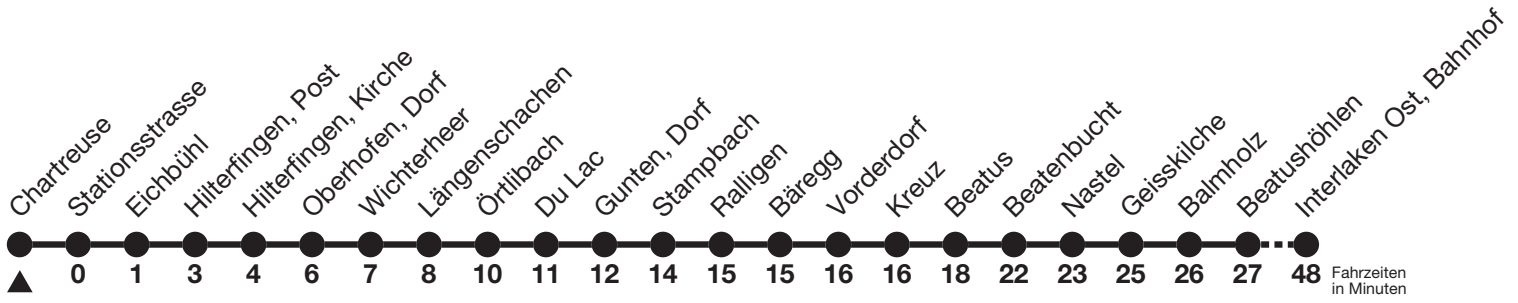 Chartreuse
Stationsstrasse
Eichbühl
Hilterfingen, Post
Hilterfingen, Kirche
Oberhofen, Dorf
Wichterheer
Längenschachen
Örtlibach
Du Lac
Gunten, Dorf
Stampbach
Ralligen
Bäregg
Vorderdorf
Kreuz
Beatus
Beatenbucht
Nastel
Geisskilche
Balmholz
Beatushöhlen
Interlaken Ost, Bahnhof
0 1 3 4 6 7 8 10 11 12 14 15 15 16 16 18 22 23 25 26 27 48 Fahrzeiten
in Minuten